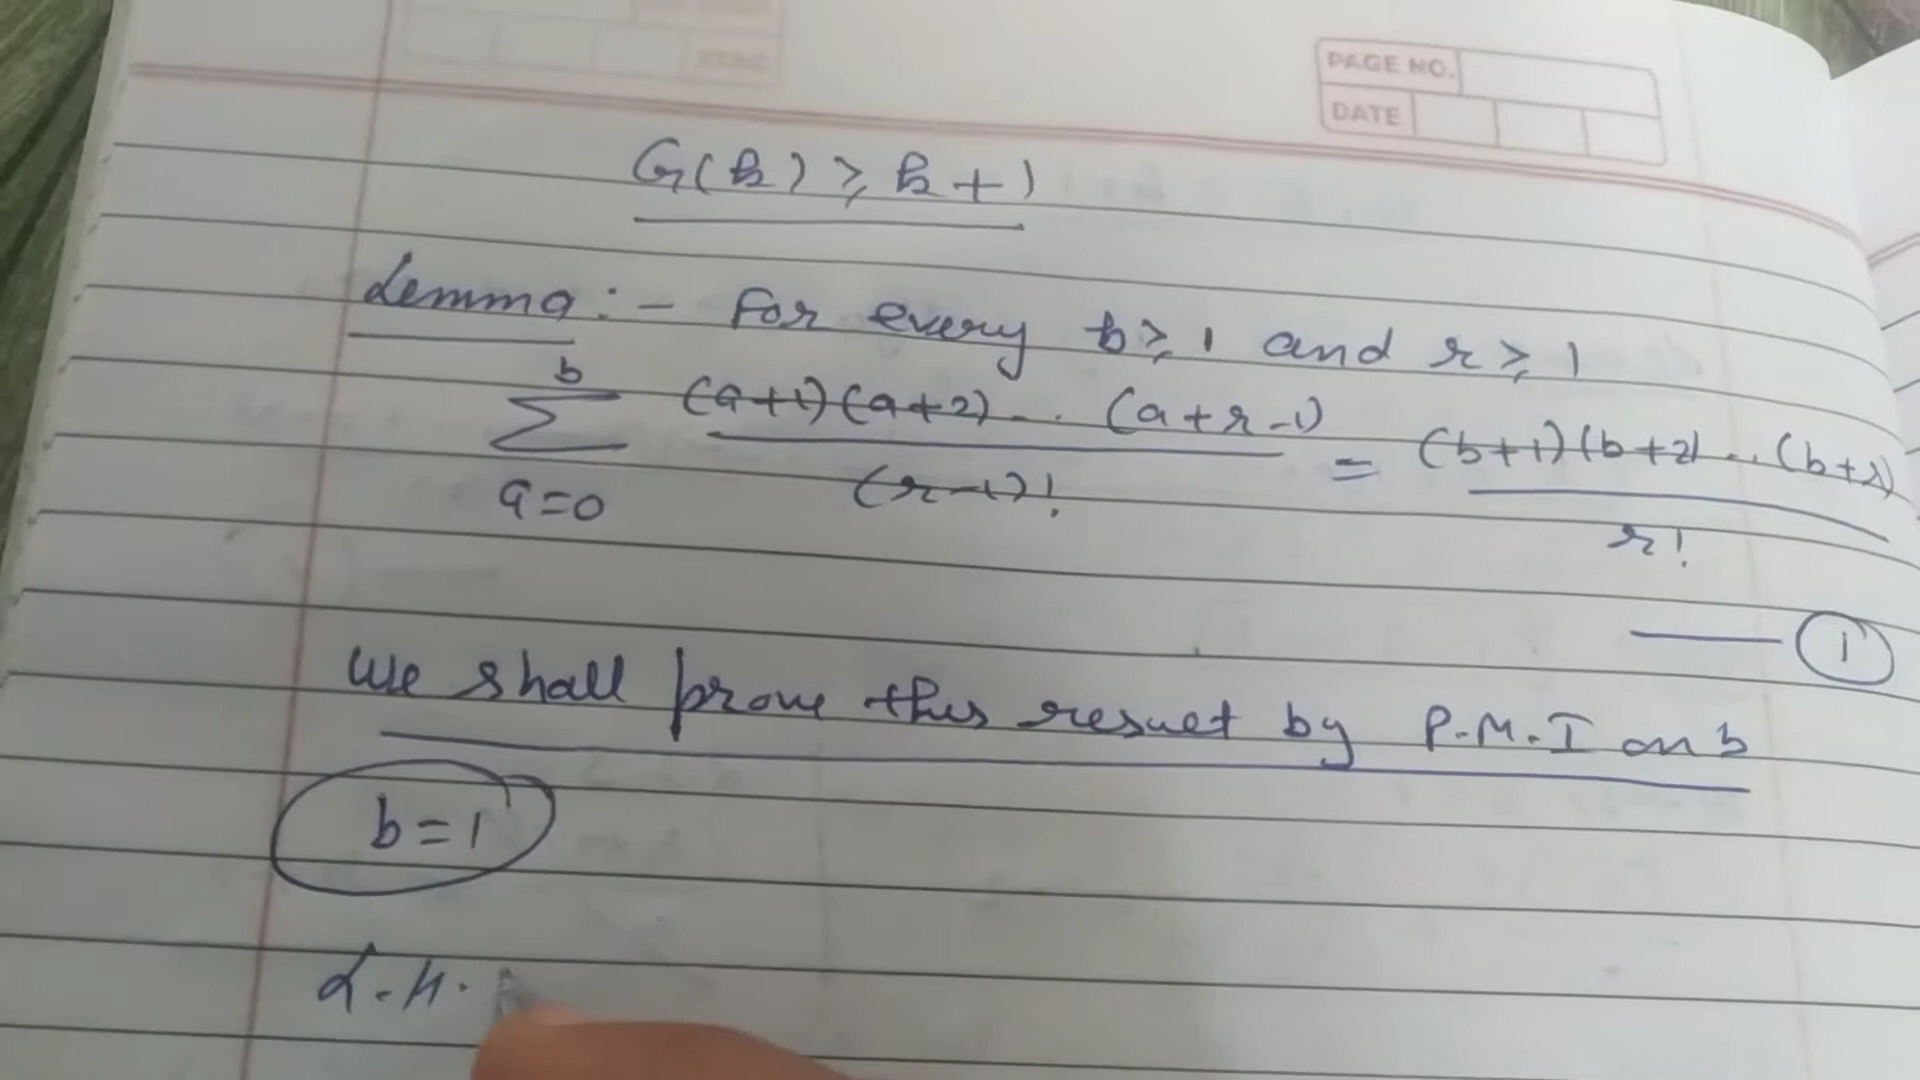 PAGE NO.
DATE
G(k) ≥ k+1
Lemma :- For every b ≥ 1 and r ≥ 1
b
∑ (a+1)(a+2)... (a+r-1) / (r-1)! = (b+1)(b+2)...(b+r) / r!
a=0
—— 1
We shall prove this result by P.M.I on b
b=1
L.H.